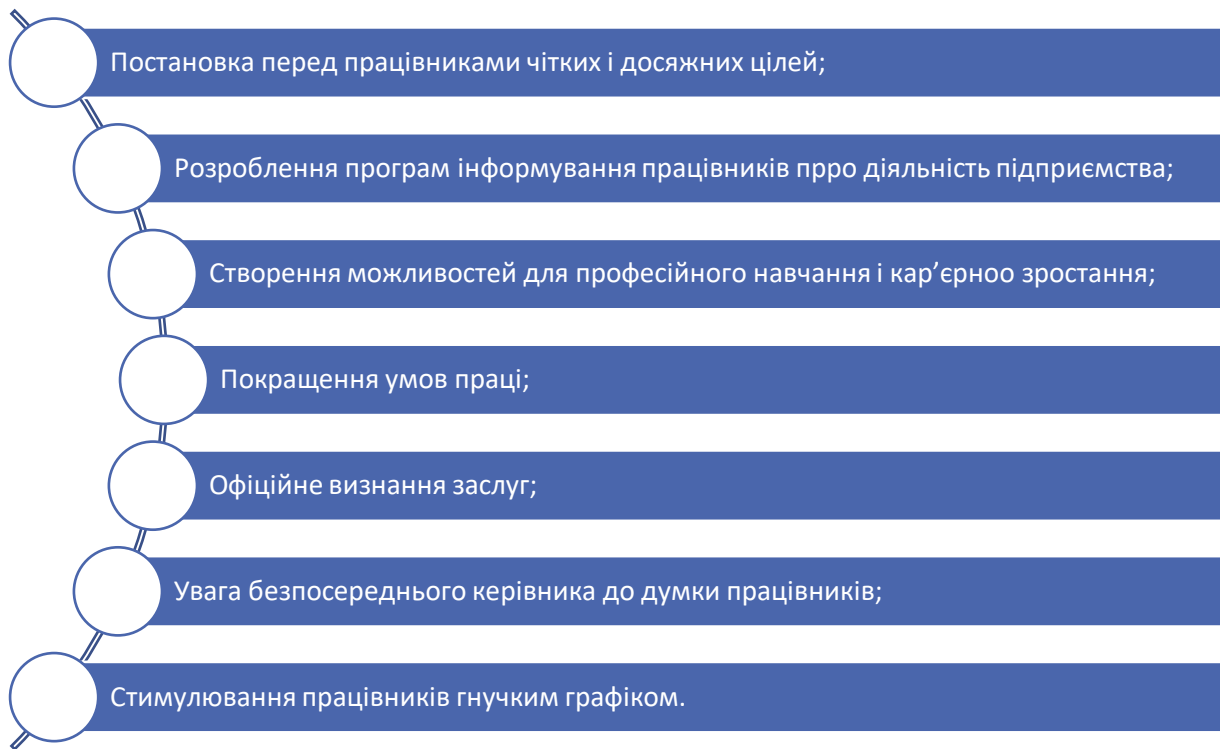 Постановка перед працівниками чітких і досяжних цілей;
Розроблення програм інформування працівників прро діяльність підприємства;
Створення можливостей для професійного навчання і кар’єрноо зростання;
Покращення умов праці;
Офіційне визнання заслуг;
Увага безпосереднього керівника до думки працівників;
Стимулювання працівників гнучким графіком.